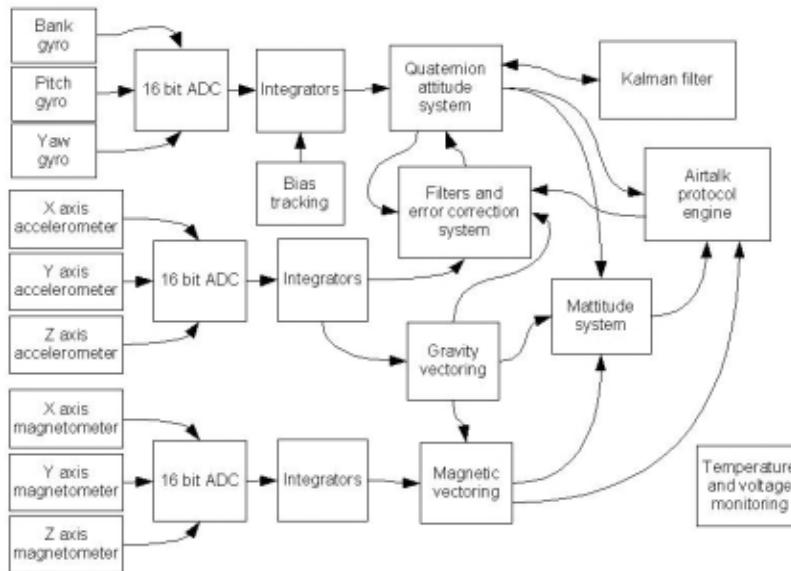 Bank
gyro
Pitch
gyro
Yaw
gyro
16 bit ADC
Integrators
Bias
tracking
Quaternion
attitude
system
Kalman filter
Filters and
error correction
system
Airtalk
protocol
engine
X axis
accelerometer
Y axis
accelerometer
Z axis
accelerometer
16 bit ADC
Integrators
Gravity
vectoring
Mattitude
system
X axis
magnetometer
Y axis
magnetometer
Z axis
magnetometer
16 bit ADC
Integrators
Magnetic
vectoring
Temperature
and voltage
monitoring